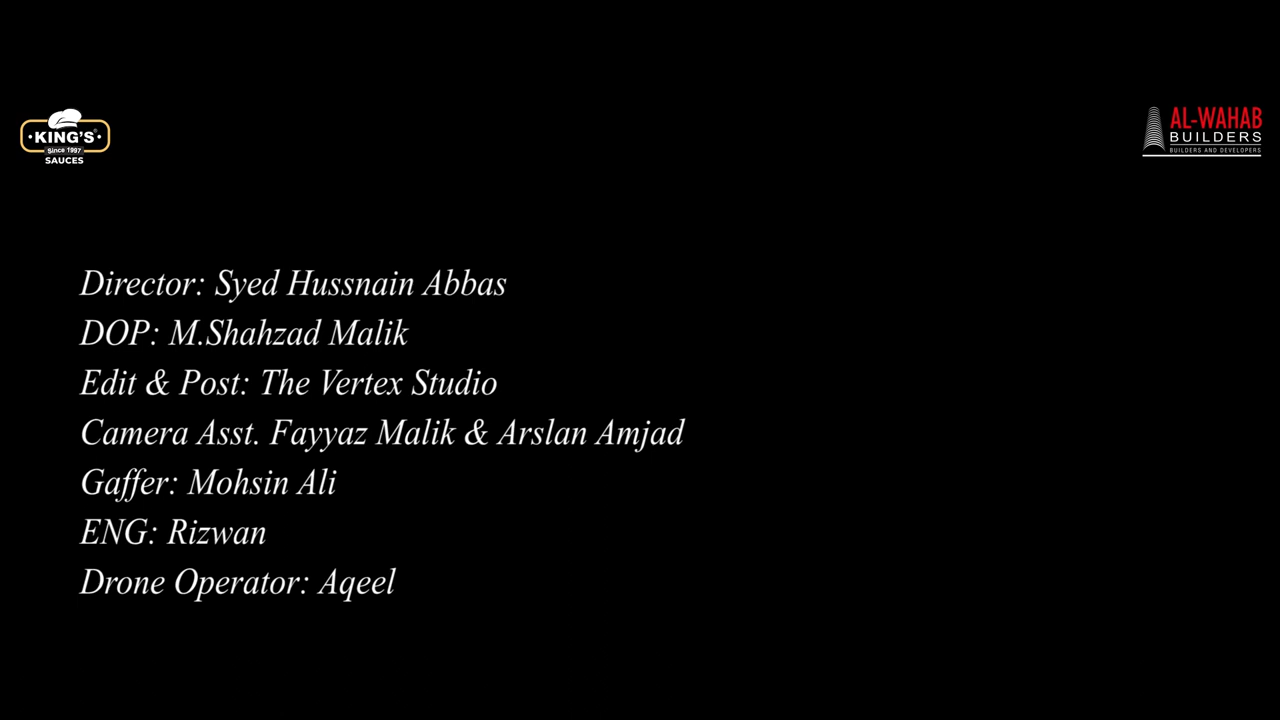 KING'S
Since 1997
SAUCES
AL-WAHAB
BUILDERS
BUILDERS AND DEVELOPERS
Director: Syed Hussnain Abbas
DOP: M.Shahzad Malik
Edit & Post: The Vertex Studio
Camera Asst. Fayyaz Malik & Arslan Amjad
Gaffer: Mohsin Ali
ENG: Rizwan
Drone Operator: Aqeel